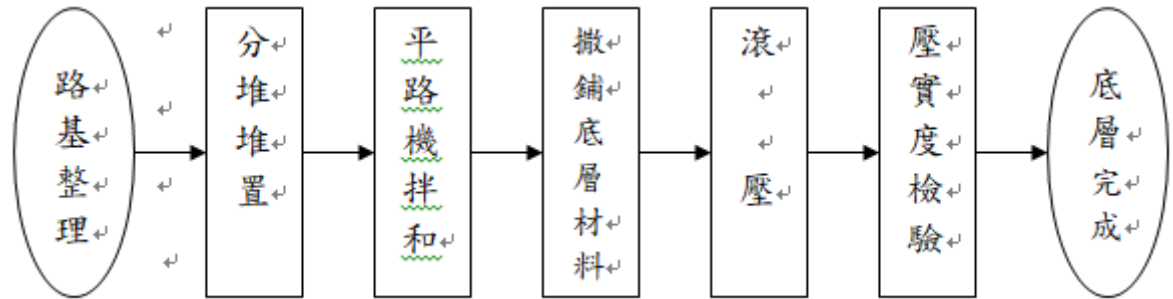 路基整理
分堆堆置
平路機拌和
撒鋪底層材料
滾壓
壓實度檢驗
底層完成